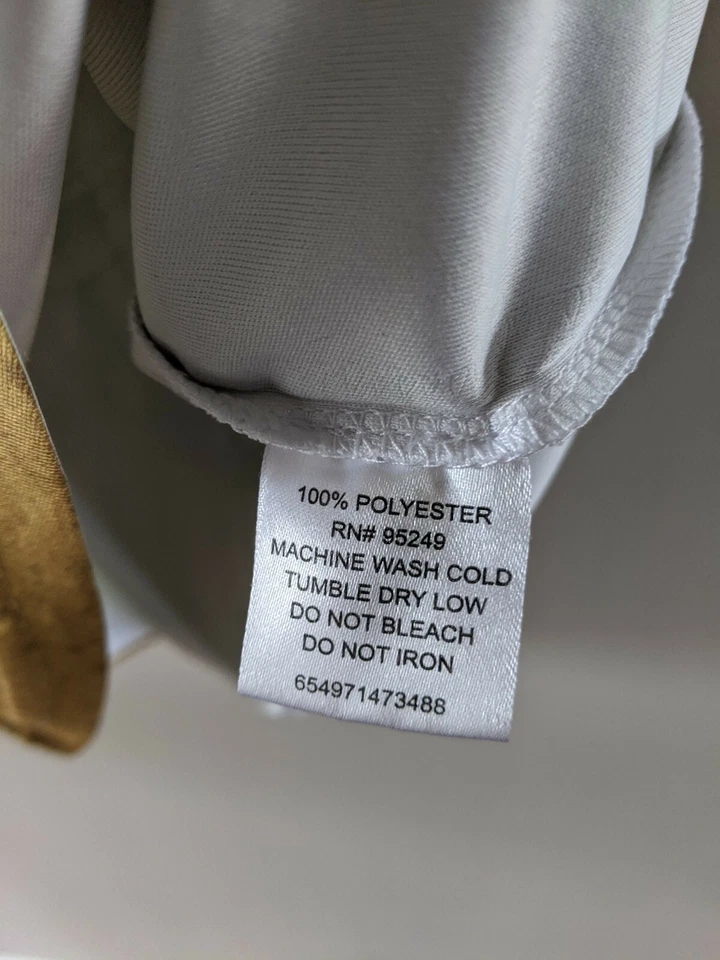 100% POLYESTER
RN# 95249
MACHINE WASH COLD
TUMBLE DRY LOW
DO NOT BLEACH
DO NOT IRON
654971473488